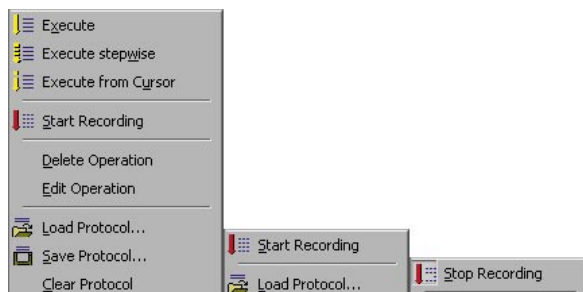 Execute
Execute stepwise
Execute from Cursor
Start Recording
Delete Operation
Edit Operation
Load Protocol...
Save Protocol...
Clear Protocol
Start Recording
Load Protocol...
Stop Recording